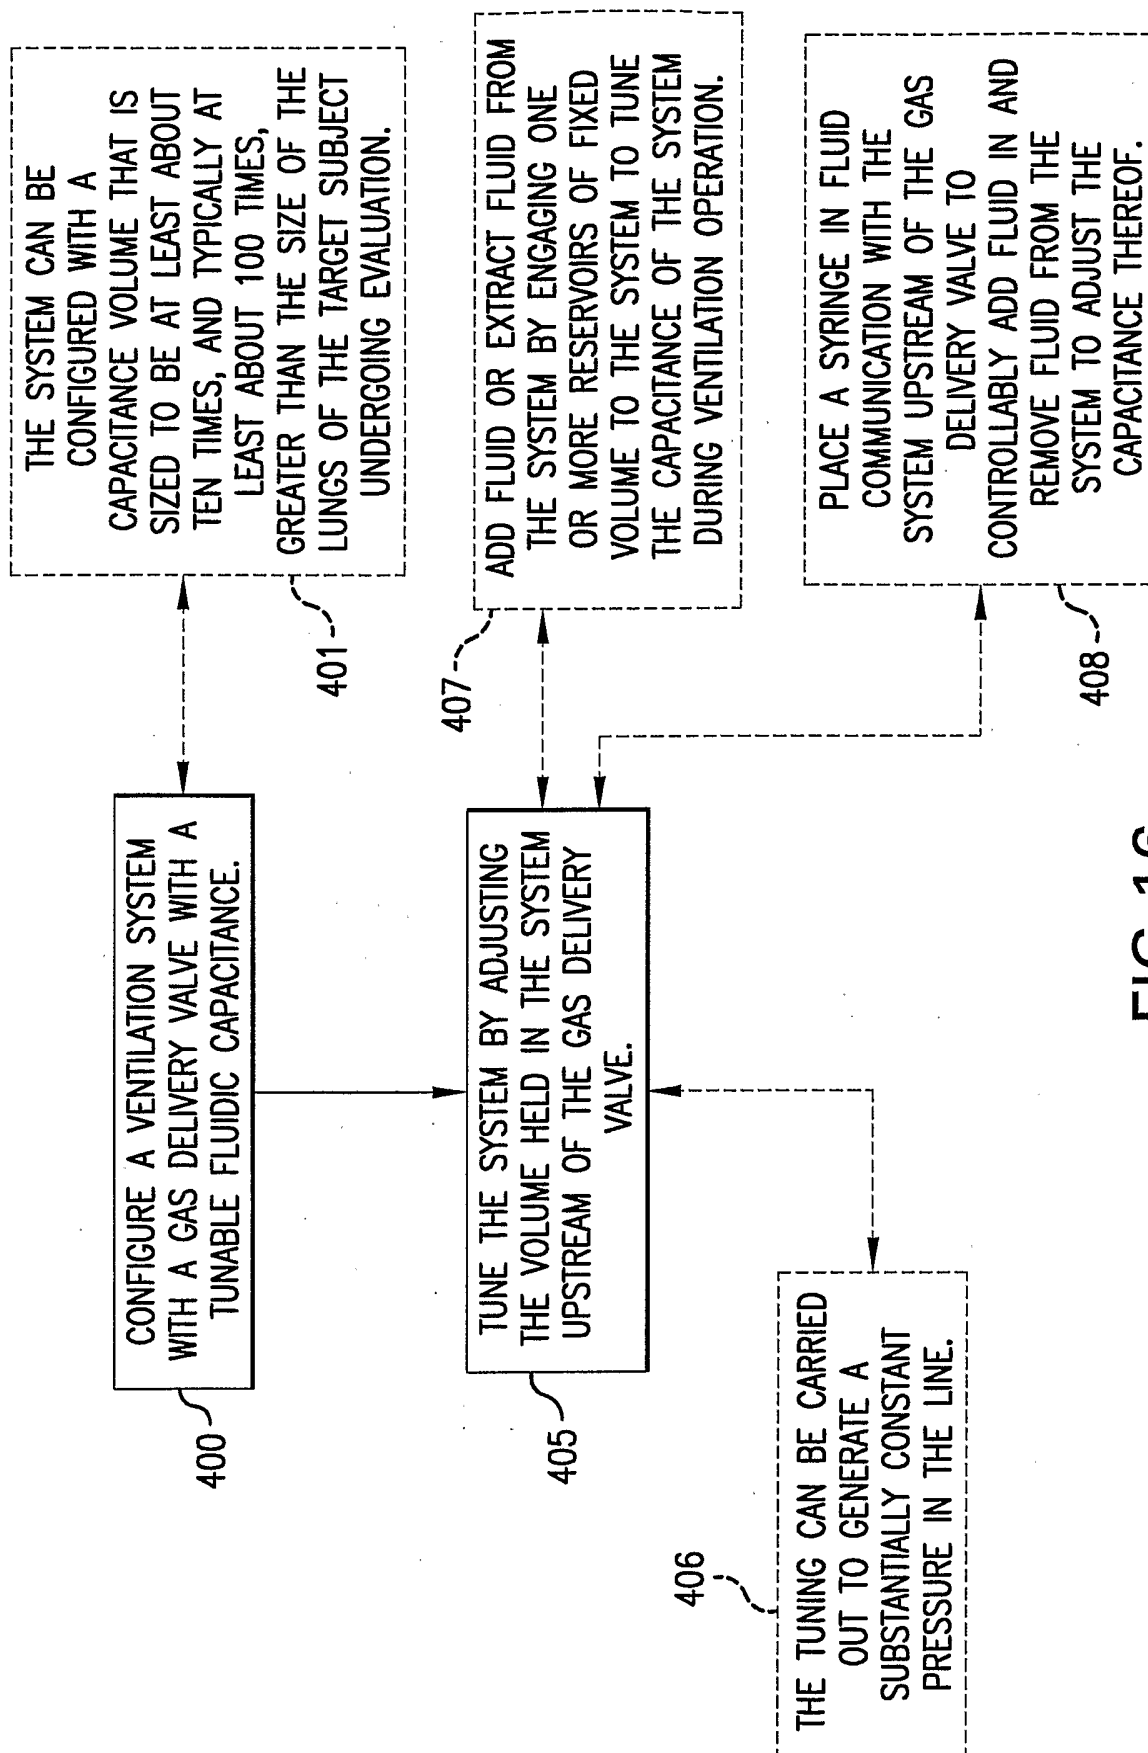 CONFIGURE A VENTILATION SYSTEM
WITH A GAS DELIVERY VALVE WITH A
TUNABLE FLUIDIC CAPACITANCE.
400
THE SYSTEM CAN BE
CONFIGURED WITH A
CAPACITANCE VOLUME THAT IS
SIZED TO BE AT LEAST ABOUT
TEN TIMES, AND TYPICALLY AT
LEAST ABOUT 100 TIMES,
GREATER THAN THE SIZE OF THE
LUNGS OF THE TARGET SUBJECT
UNDERGOING EVALUATION.
401
TUNE THE SYSTEM BY ADJUSTING
THE VOLUME HELD IN THE SYSTEM
UPSTREAM OF THE GAS DELIVERY
VALVE.
405
ADD FLUID OR EXTRACT FLUID FROM
THE SYSTEM BY ENGAGING ONE
OR MORE RESERVOIRS OF FIXED
VOLUME TO THE SYSTEM TO TUNE
THE CAPACITANCE OF THE SYSTEM
DURING VENTILATION OPERATION.
407
THE TUNING CAN BE CARRIED
OUT TO GENERATE A
SUBSTANTIALLY CONSTANT
PRESSURE IN THE LINE.
406
PLACE A SYRINGE IN FLUID
COMMUNICATION WITH THE
SYSTEM UPSTREAM OF THE GAS
DELIVERY VALVE TO
CONTROLLABLY ADD FLUID IN AND
REMOVE FLUID FROM THE
SYSTEM TO ADJUST THE
CAPACITANCE THEREOF.
408
FIG. 16